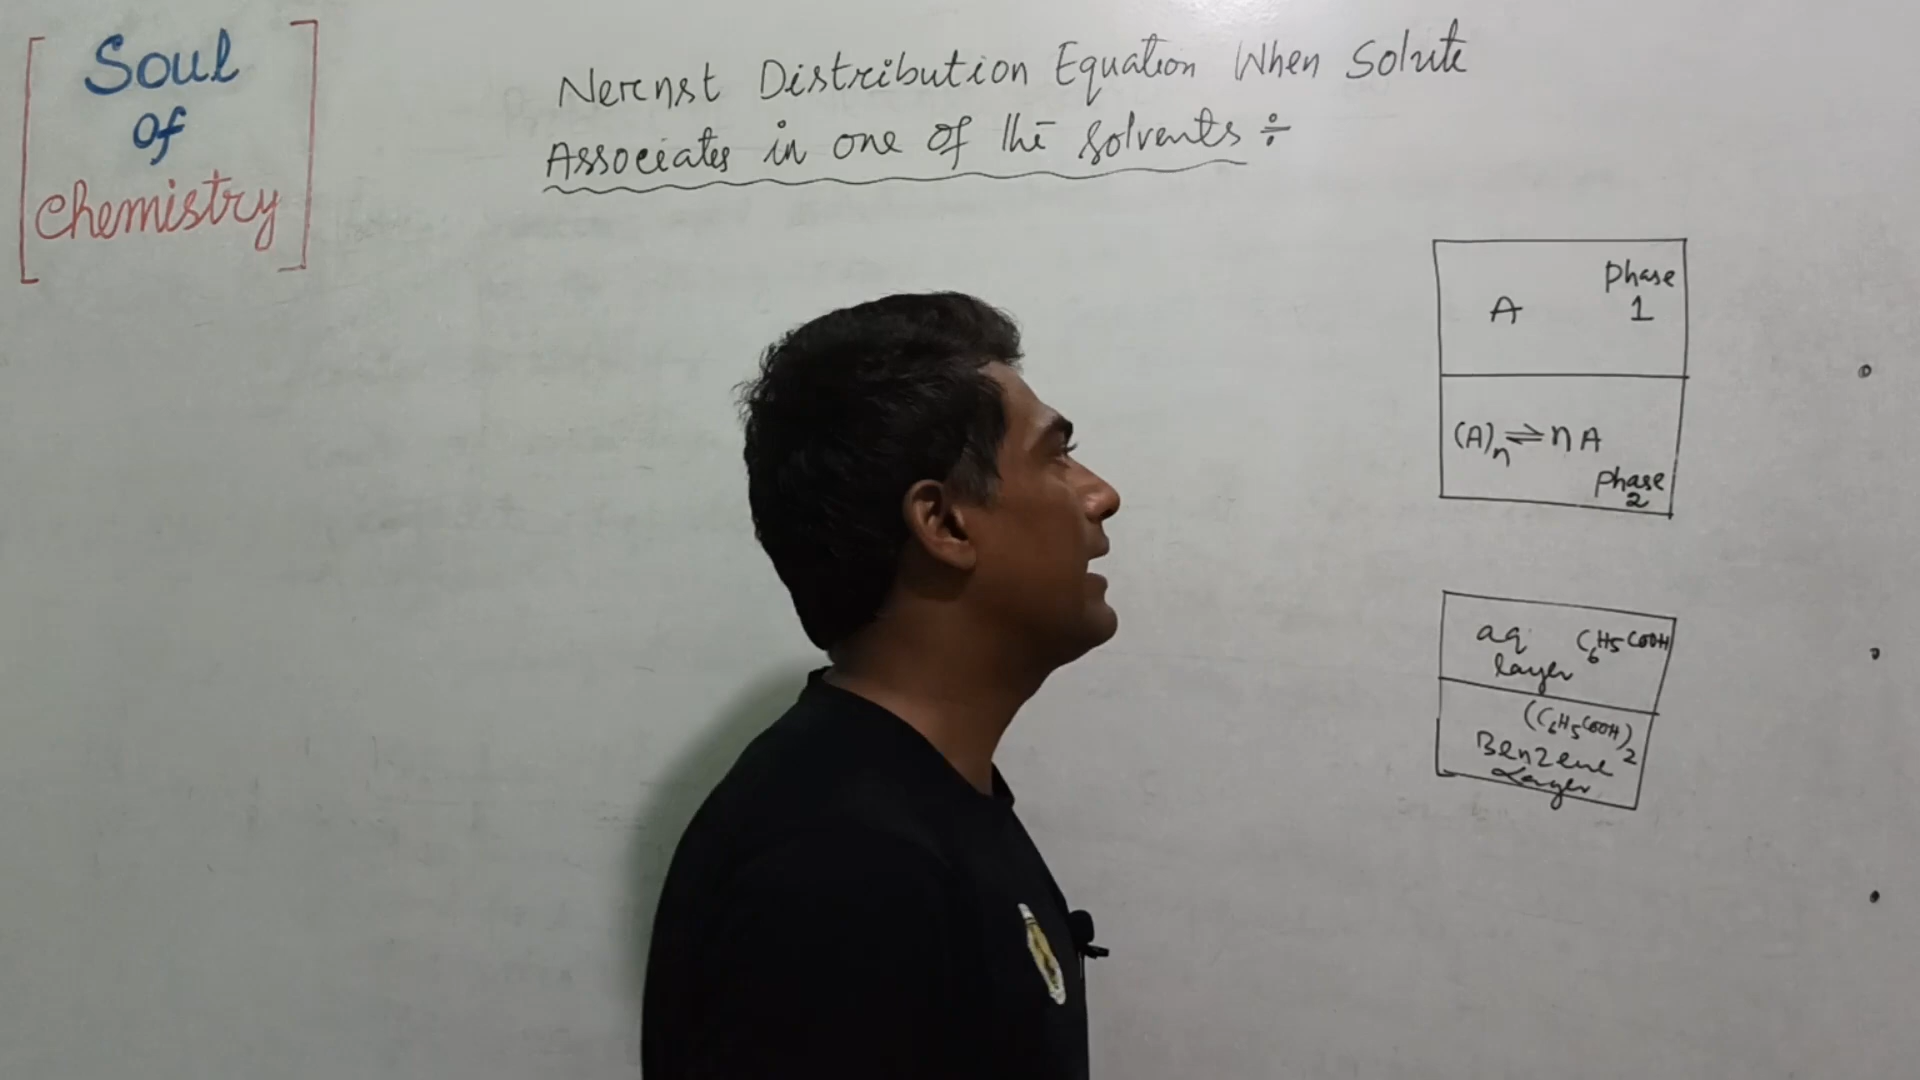 Soul
of
chemistry
Nernst Distribution Equation When Solute
Associates in one of the solvents ÷
Phase
A 1
(A)n ⇌ n A
Phase
2
aq C6H5COOH
layer
(C6H5COOH)2
Benzene
Layer